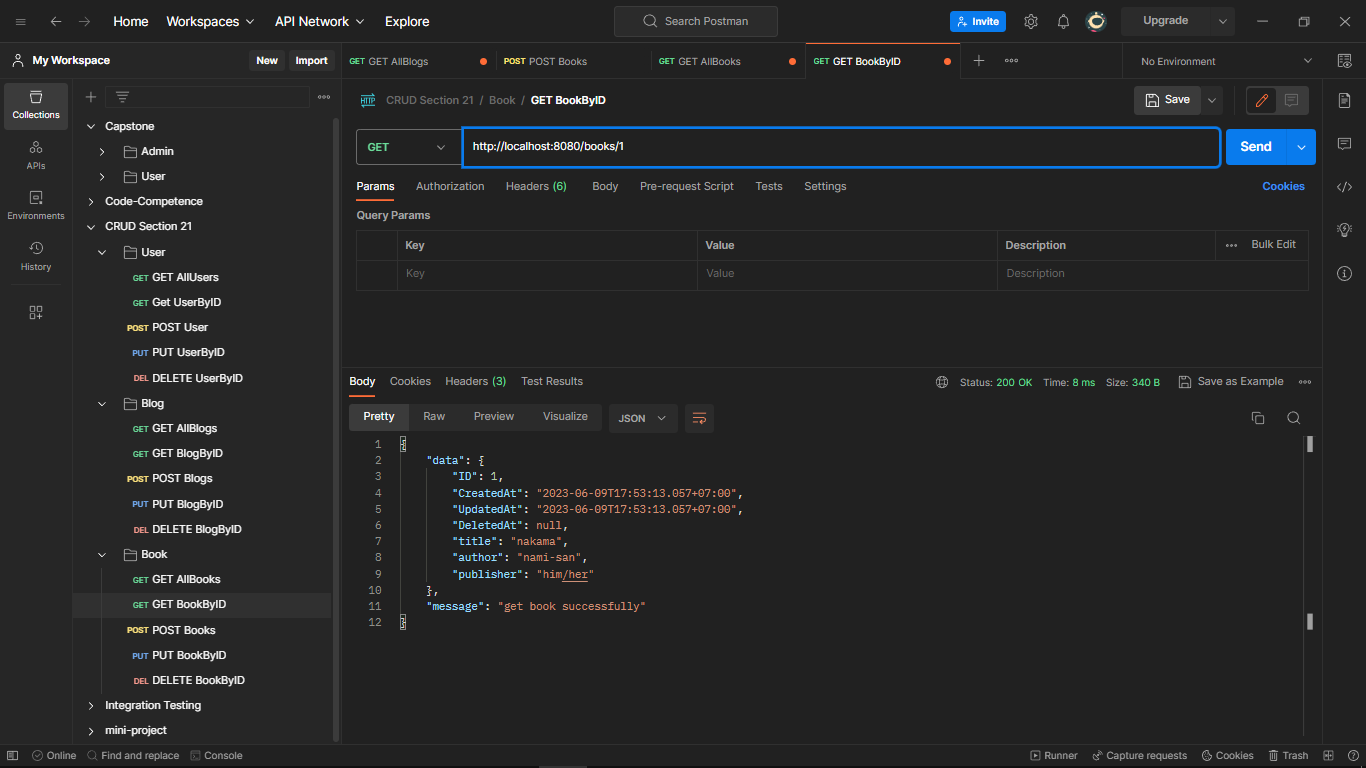 Home Workspaces API Network Explore Search Postman Invite Upgrade
My Workspace New Import GET GET AllBlogs POST POST Books GET GET AllBooks GET GET BookByID No Environment
Collections
APIs
Environments
History
Capstone
Admin
User
Code-Competence
CRUD Section 21
User
GET GET AllUsers
GET Get UserByID
POST POST User
PUT PUT UserByID
DEL DELETE UserByID
Blog
GET GET AllBlogs
GET GET BlogByID
POST POST Blogs
PUT PUT BlogByID
DEL DELETE BlogByID
Book
GET GET AllBooks
GET GET BookByID
POST POST Books
PUT PUT BookByID
DEL DELETE BookByID
Integration Testing
mini-project
HTTP CRUD Section 21 / Book / GET BookByID Save
GET http://localhost:8080/books/1 Send
Params Authorization Headers (6) Body Pre-request Script Tests Settings Cookies
Query Params
Key Value Description Bulk Edit
Key Value Description
Body Cookies Headers (3) Test Results Status: 200 OK Time: 8 ms Size: 340 B Save as Example
Pretty Raw Preview Visualize JSON
1 {
2 "data": {
3 "ID": 1,
4 "CreatedAt": "2023-06-09T17:53:13.057+07:00",
5 "UpdatedAt": "2023-06-09T17:53:13.057+07:00",
6 "DeletedAt": null,
7 "title": "nakama",
8 "author": "nami-san",
9 "publisher": "him/her"
10 },
11 "message": "get book successfully"
12 }
Online Find and replace Console Runner Capture requests Cookies Trash